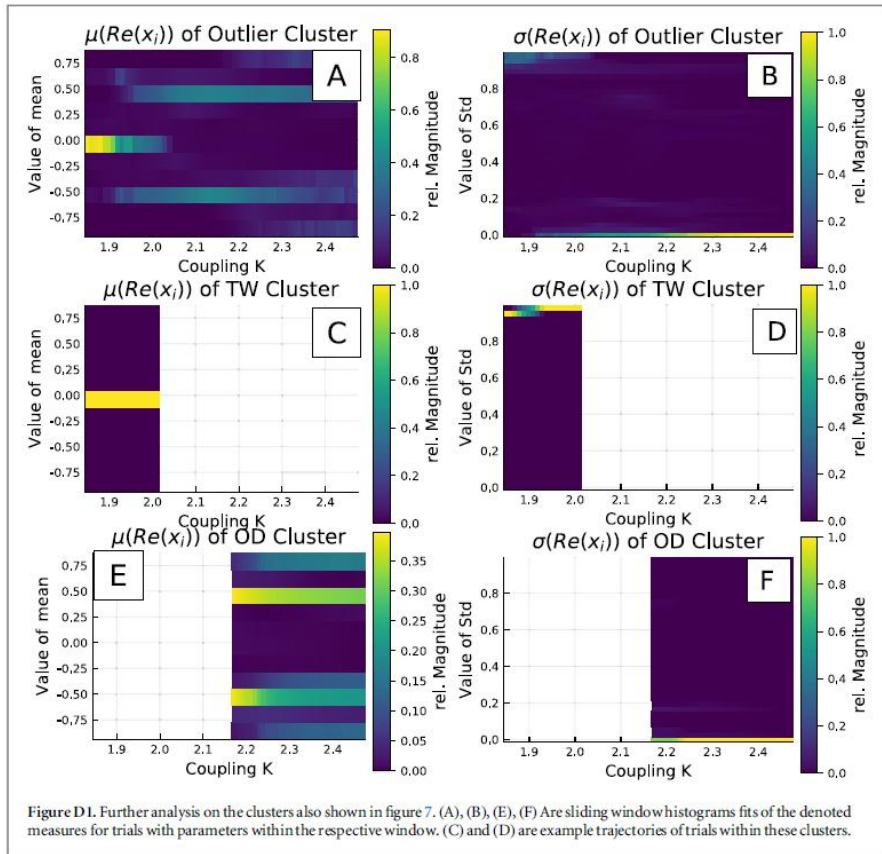 μ(Re(x_i)) of Outlier Cluster
A
Value of mean
0.75
0.50
0.25
0.00
-0.25
-0.50
-0.75
1.9 2.0 2.1 2.2 2.3 2.4
Coupling K
rel. Magnitude
0.8
0.6
0.4
0.2
0.0
σ(Re(x_i)) of Outlier Cluster
B
Value of Std
0.8
0.6
0.4
0.2
0.0
1.9 2.0 2.1 2.2 2.3 2.4
Coupling K
rel. Magnitude
1.0
0.8
0.6
0.4
0.2
0.0
μ(Re(x_i)) of TW Cluster
C
Value of mean
0.75
0.50
0.25
0.00
-0.25
-0.50
-0.75
1.9 2.0 2.1 2.2 2.3 2.4
Coupling K
rel. Magnitude
1.0
0.8
0.6
0.4
0.2
0.0
σ(Re(x_i)) of TW Cluster
D
Value of Std
0.8
0.6
0.4
0.2
0,0
1.9 2.0 2.1 2.2 2.3 2.4
Coupling K
rel. Magnitude
1.0
0.8
0.6
0,4
0.2
0.0
μ(Re(x_i)) of OD Cluster
E
Value of mean
0.75
0.50
0.25
0.00
-0.25
-0.50
-0.75
1.9 2.0 2.1 2.2 2.3 2.4
Coupling K
rel. Magnitude
0.35
0.30
0.25
0.20
0.15
0.10
0.05
0.00
σ(Re(x_i)) of OD Cluster
F
Value of Std
0.8
0.6
0.4
0.2
0.0
1.9 2.0 2.1 2.2 2.3 2.4
Coupling K
rel. Magnitude
1.0
0.8
0.6
0.4
0.2
0.0
Figure D1. Further analysis on the clusters also shown in figure 7. (A), (B), (E), (F) Are sliding window histograms fits of the denoted
measures for trials with parameters within the respective window. (C) and (D) are example trajectories of trials within these clusters.